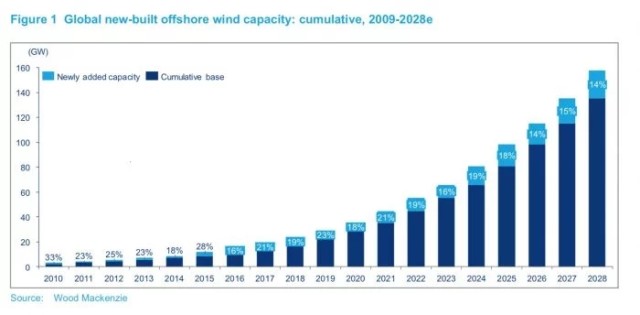 Figure 1 Global new-built offshore wind capacity: cumulative, 2009-2028e
(GW)
160
140
120
100
80
60
40
20
0
Newly added capacity Cumulative base
33% 23% 25% 23% 18% 28% 16% 21% 19% 23% 18% 21% 19% 16% 19% 18% 14% 15% 14%
2010 2011 2012 2013 2014 2015 2016 2017 2018 2019 2020 2021 2022 2023 2024 2025 2026 2027 2028
Source: Wood Mackenzie